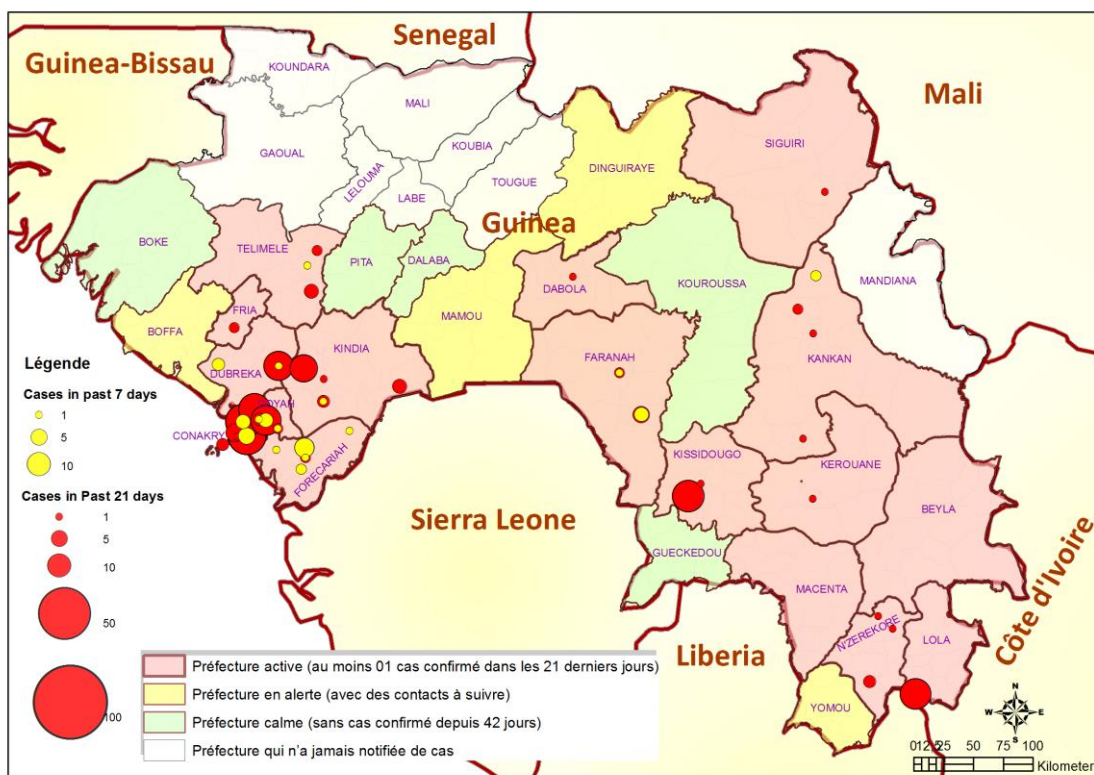 Senegal
Guinea-Bissau
KOUNDARA
MALI
Mali
GAOUAL
KOUBIA
SIGUIRI
DINGUIRAYE
LELOUMA
LABE
TOUGUE
Guinea
BOKE
TELIMELE
PITA
DALABA
KOUROUSSA
MANDIANA
DABOLA
FRIA
BOFFA
MAMOU
KINDIA
FARANAH
KANKAN
DUBREKA
OYAH
CONAKRY
FORECARIAH
KISSIDOUGO
KEROUANE
BEYLA
Sierra Leone
GUECKEDOU
MACENTA
Côte d'Ivoire
N'ZEREKORE
LOLA
Liberia
YOMOU
Légende
Cases in past 7 days
1
5
10
Cases in Past 21 days
1
5
10
50
100
Préfecture active (au moins 01 cas confirmé dans les 21 derniers jours)
Préfecture en alerte (avec des contacts à suivre)
Préfecture calme (sans cas confirmé depuis 42 jours)
Préfecture qui n'a jamais notifiée de cas
N
W E
S
25 50 75 100
Kilometer